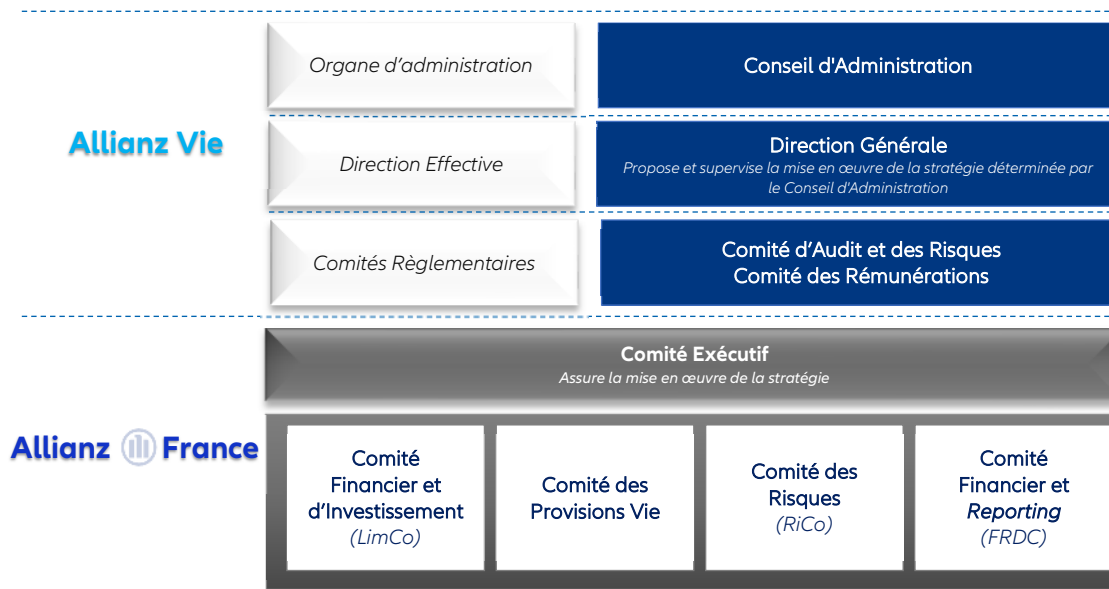 Organe d'administration
Conseil d'Administration
Allianz Vie
Direction Effective
Direction Générale
Propose et supervise la mise en œuvre de la stratégie déterminée par
le Conseil d'Administration
Comités Règlementaires
Comité d'Audit et des Risques
Comité des Rémunérations
Comité Exécutif
Assure la mise en œuvre de la stratégie
Allianz France
Comité
Financier et
d'Investissement
(LimCo)
Comité des
Provisions Vie
Comité des
Risques
(RiCo)
Comité
Financier et
Reporting
(FRDC)